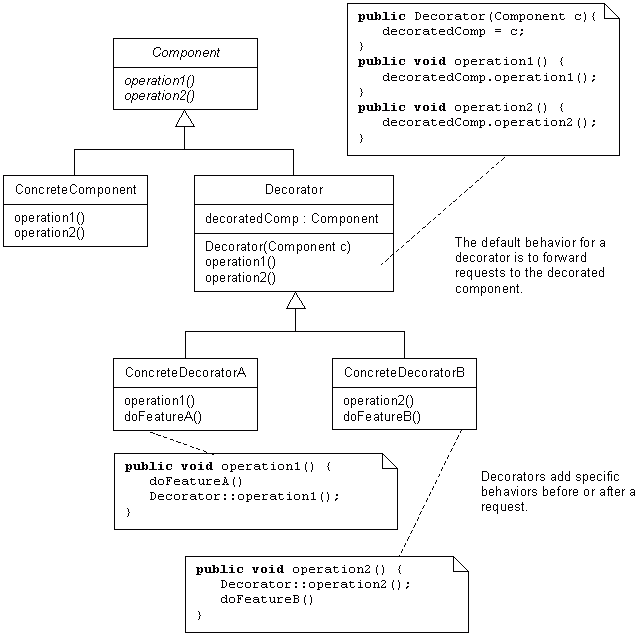 Component
operation1()
operation2()
public Decorator(Component c){
decoratedComp = c;
}
public void operation1() {
decoratedComp.operation1();
}
public void operation2() {
decoratedComp.operation2();
}
ConcreteComponent
operation1()
operation2()
Decorator
decoratedComp : Component
Decorator(Component c)
operation1()
operation2()
The default behavior for a
decorator is to forward
requests to the decorated
component.
ConcreteDecoratorA
operation1()
doFeatureA()
ConcreteDecoratorB
operation2()
doFeatureB()
public void operation1() {
doFeatureA()
Decorator::operation1();
}
Decorators add specific
behaviors before or after a
request.
public void operation2() {
Decorator::operation2();
doFeatureB()
}